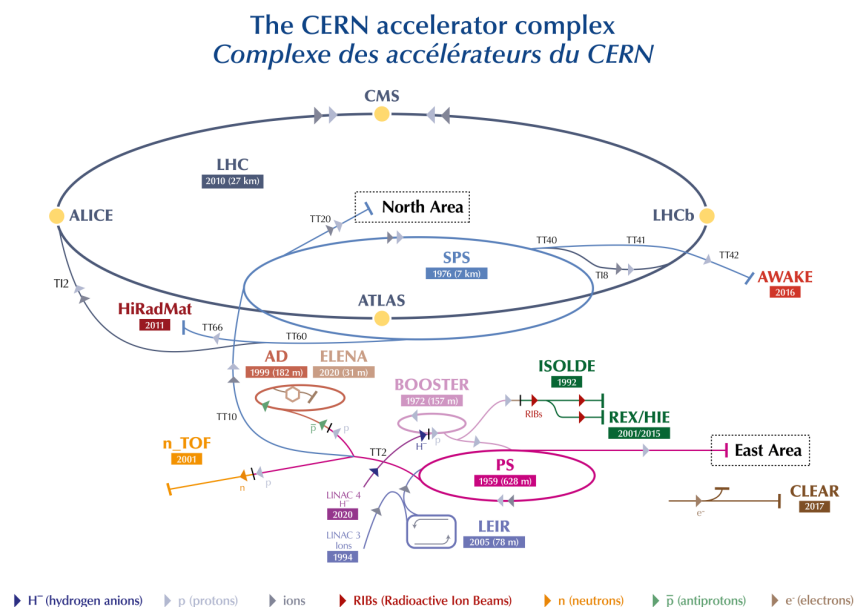 The CERN accelerator complex
Complexe des accélérateurs du CERN
CMS
LHC
2010 (27 km)
North Area
TT20
ALICE
LHCb
TT40
TT41
SPS
1976 (7 km)
TT42
TI8
TI2
AWAKE
2016
HiRadMat
2011
ATLAS
TT66
TT60
AD
1999 (182 m)
ELENA
2020 (31 m)
ISOLDE
1992
BOOSTER
1972 (157 m)
REX/HIE
2001/2015
RIBs
TT10
p̅
p
p
H⁻
n_TOF
2001
TT2
East Area
PS
1959 (628 m)
n
p
LINAC 4
H⁻
2020
CLEAR
2017
e⁻
LEIR
2005 (78 m)
LINAC 3
Ions
1994
H⁻ (hydrogen anions)
p (protons)
ions
RIBs (Radioactive Ion Beams)
n (neutrons)
p̅ (antiprotons)
e⁻ (electrons)